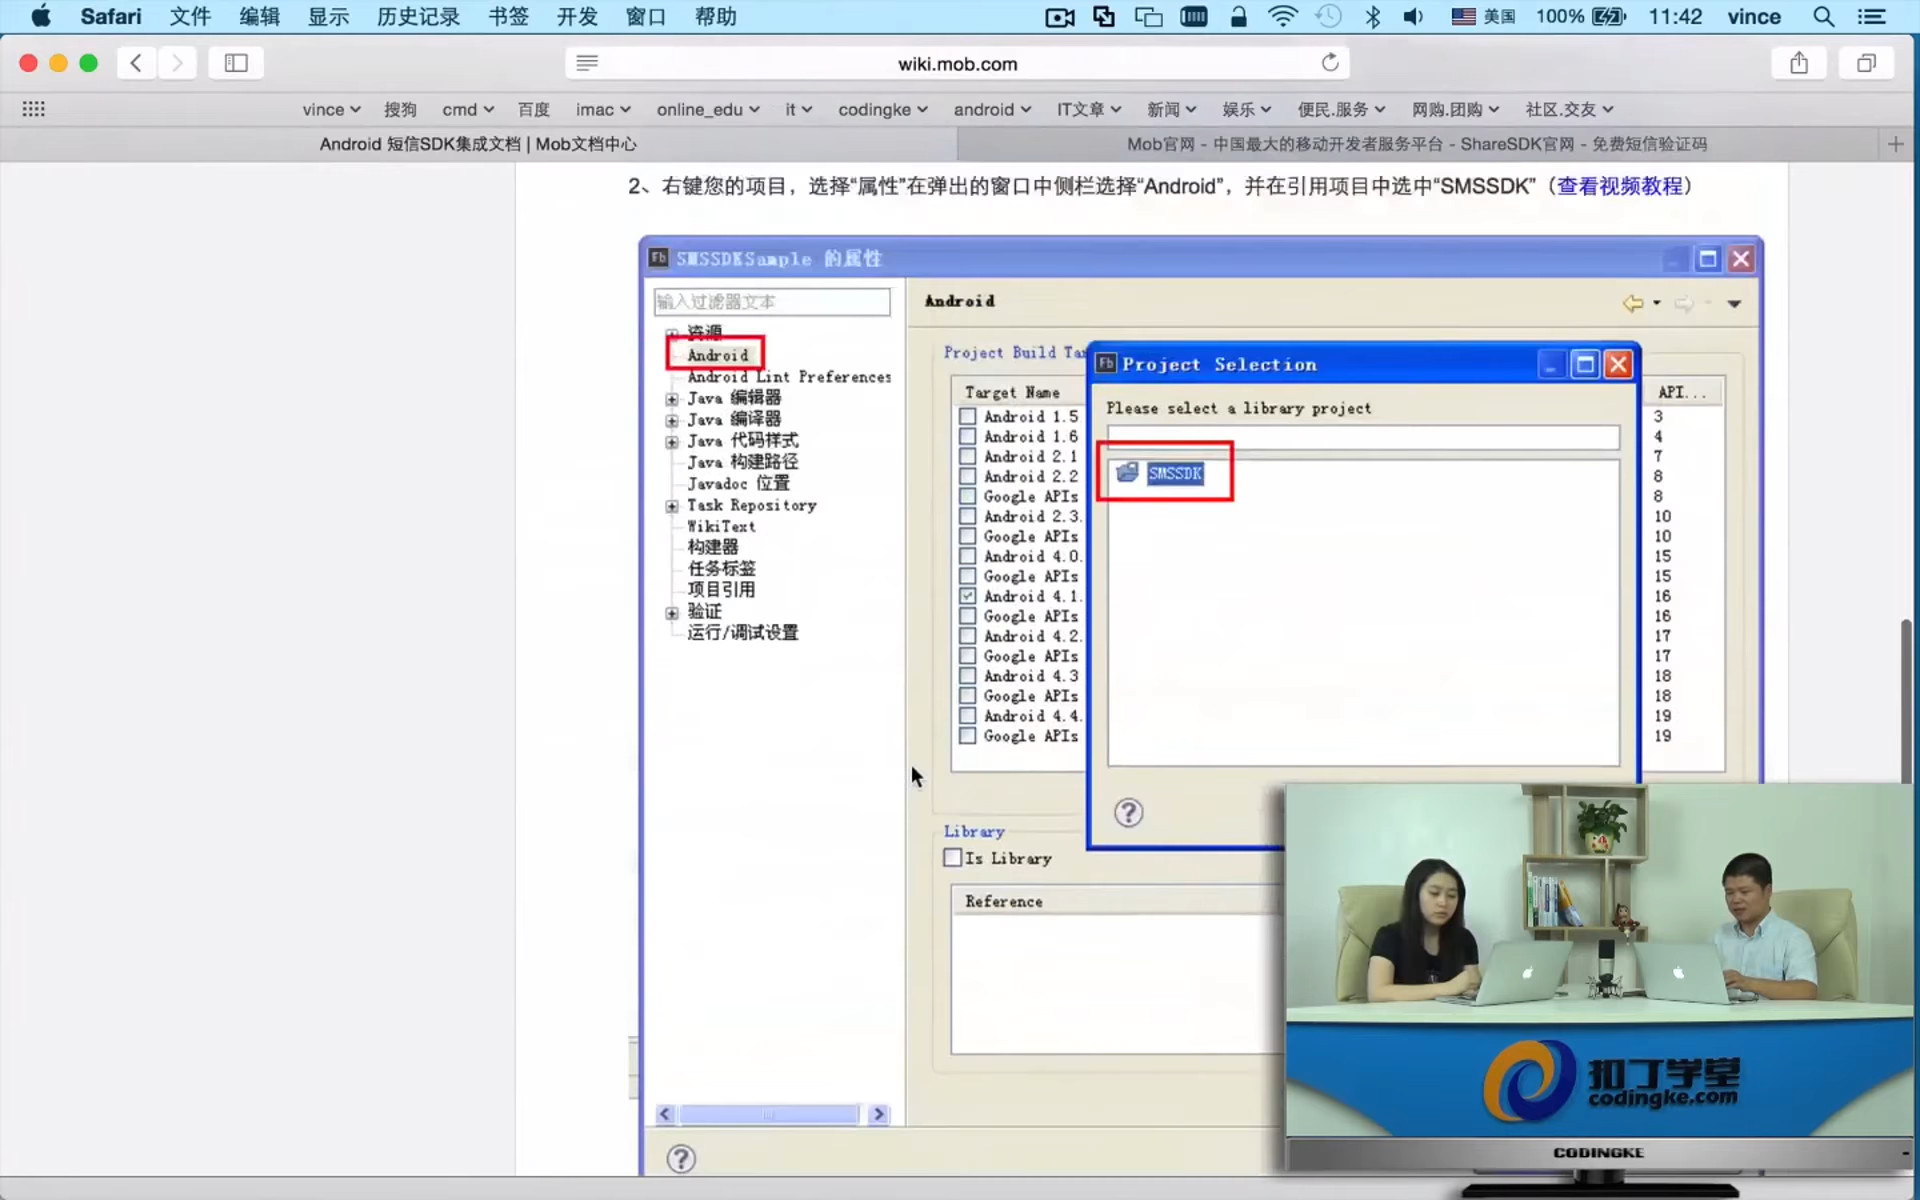 Safari 文件 编辑 显示 历史记录 书签 开发 窗口 帮助 美国 100% 11:42 vince
wiki.mob.com
vince 搜狗 cmd 百度 imac online_edu it codingke android IT文章 新闻 娱乐 便民.服务 网购.团购 社区.交友
Android 短信SDK集成文档 | Mob文档中心
Mob官网 - 中国最大的移动开发者服务平台 - ShareSDK官网 - 免费短信验证码
2、右键您的项目，选择“属性”在弹出的窗口中侧栏选择“Android”，并在引用项目中选中“SMSSDK”（查看视频教程）
SMSSDKSample 的属性
输入过滤器文本
资源
Android
Android Lint Preferences
Java 编辑器
Java 编译器
Java 代码样式
Java 构建路径
Javadoc 位置
Task Repository
WikiText
构建器
任务标签
项目引用
验证
运行/调试设置
Android
Project Build Ta
Target Name API...
Android 1.5 3
Android 1.6 4
Android 2.1 7
Android 2.2 8
Google APIs 8
Android 2.3. 10
Google APIs 10
Android 4.0. 15
Google APIs 15
Android 4.1. 16
Google APIs 16
Android 4.2. 17
Google APIs 17
Android 4.3 18
Google APIs 18
Android 4.4. 19
Google APIs 19
Project Selection
Please select a library project
SMSSDK
Library
Is Library
Reference
扣丁学堂
codingke.com
CODINGKE